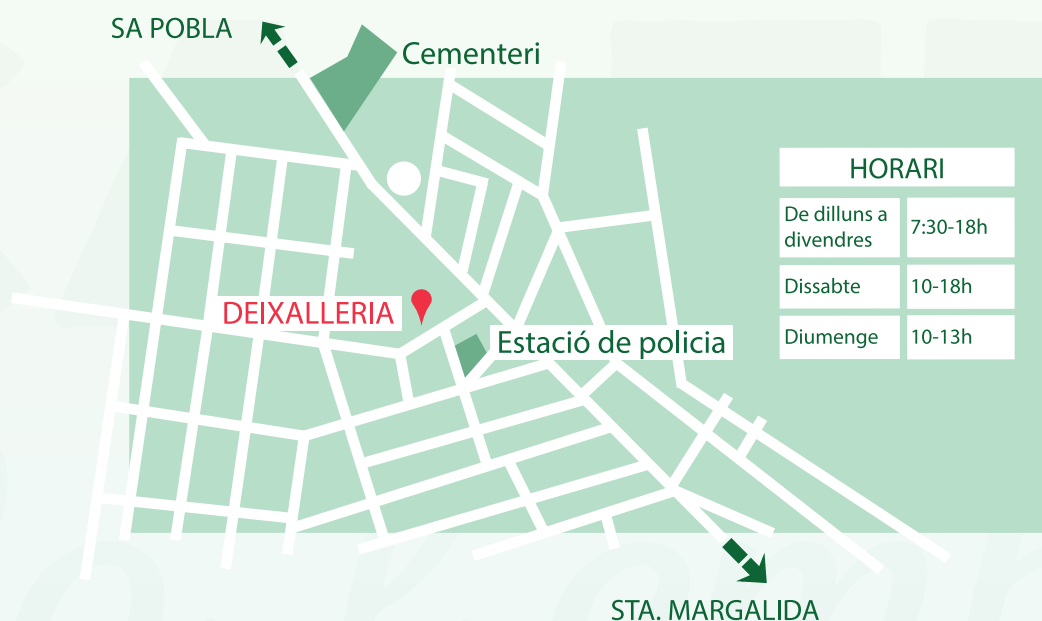 SA POBLA
Cementeri
HORARI
De dilluns a
divendres
7:30-18h
Dissabte
10-18h
Diumenge
10-13h
DEIXALLERIA
Estació de policia
STA. MARGALIDA